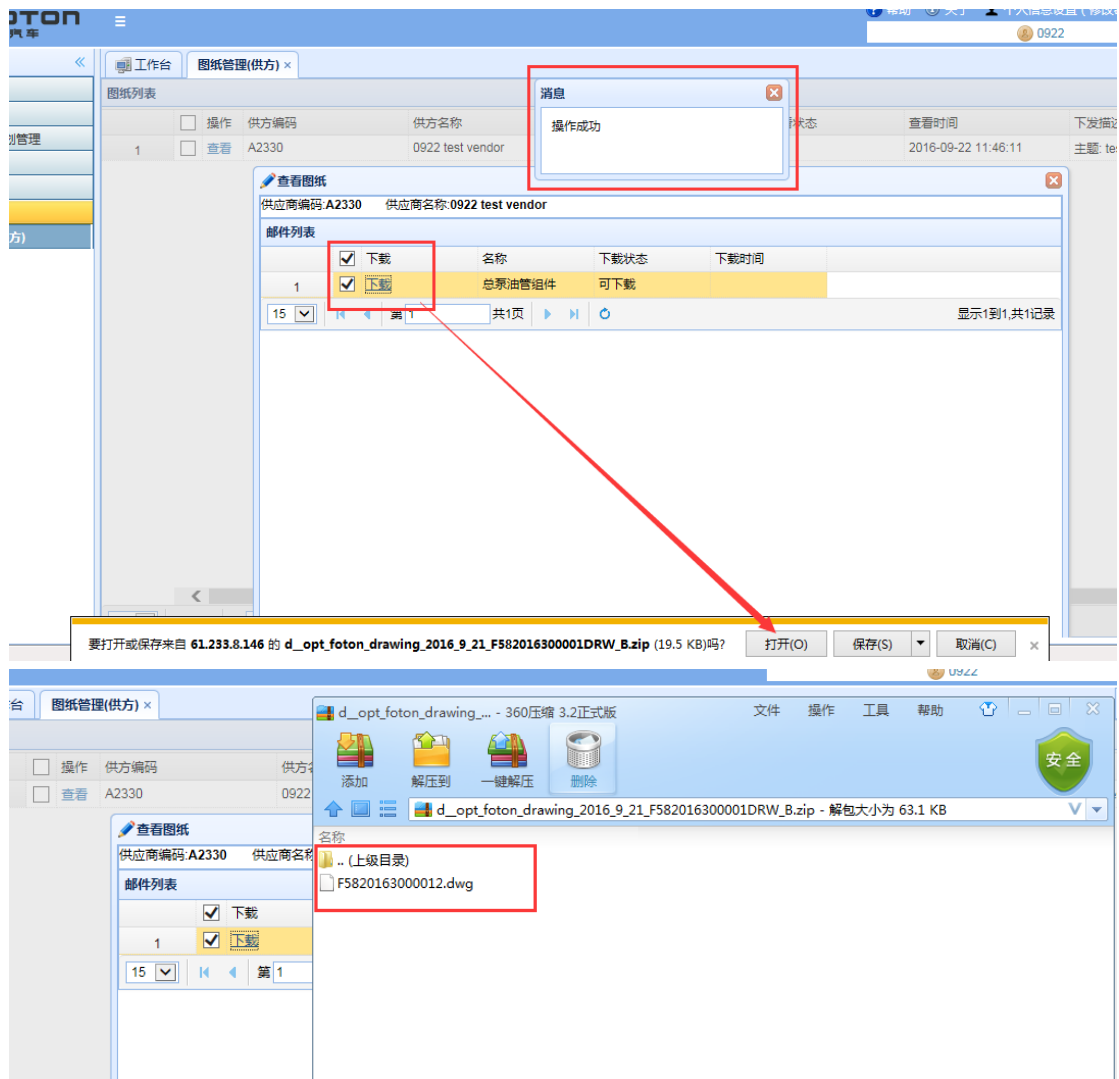 OTON
汽车
帮助 关于 个人信息设置 (修改
0922
工作台 图纸管理(供方) ×
图纸列表
划管理
方)
操作 供方编码 供方名称 状态 查看时间 下发描述
1 查看 A2330 0922 test vendor 2016-09-22 11:46:11 主题: tes
消息
操作成功
查看图纸
供应商编码:A2330 供应商名称:0922 test vendor
邮件列表
下载 名称 下载状态 下载时间
1 下载 总泵油管组件 可下载
15 第 1 共1页 显示1到1,共1记录
要打开或保存来自 61.233.8.146 的 d__opt_foton_drawing_2016_9_21_F582016300001DRW_B.zip (19.5 KB)吗? 打开(O) 保存(S) 取消(C) ×
0922
台 图纸管理(供方) ×
操作 供方编码 供方名
查看 A2330 0922
查看图纸
供应商编码:A2330 供应商名称
邮件列表
下载
1 下载
15 第 1
d__opt_foton_drawing_... - 360压缩 3.2正式版 文件 操作 工具 帮助
添加 解压到 一键解压 删除 安全
d__opt_foton_drawing_2016_9_21_F582016300001DRW_B.zip - 解包大小为 63.1 KB
名称
.. (上级目录)
F5820163000012.dwg